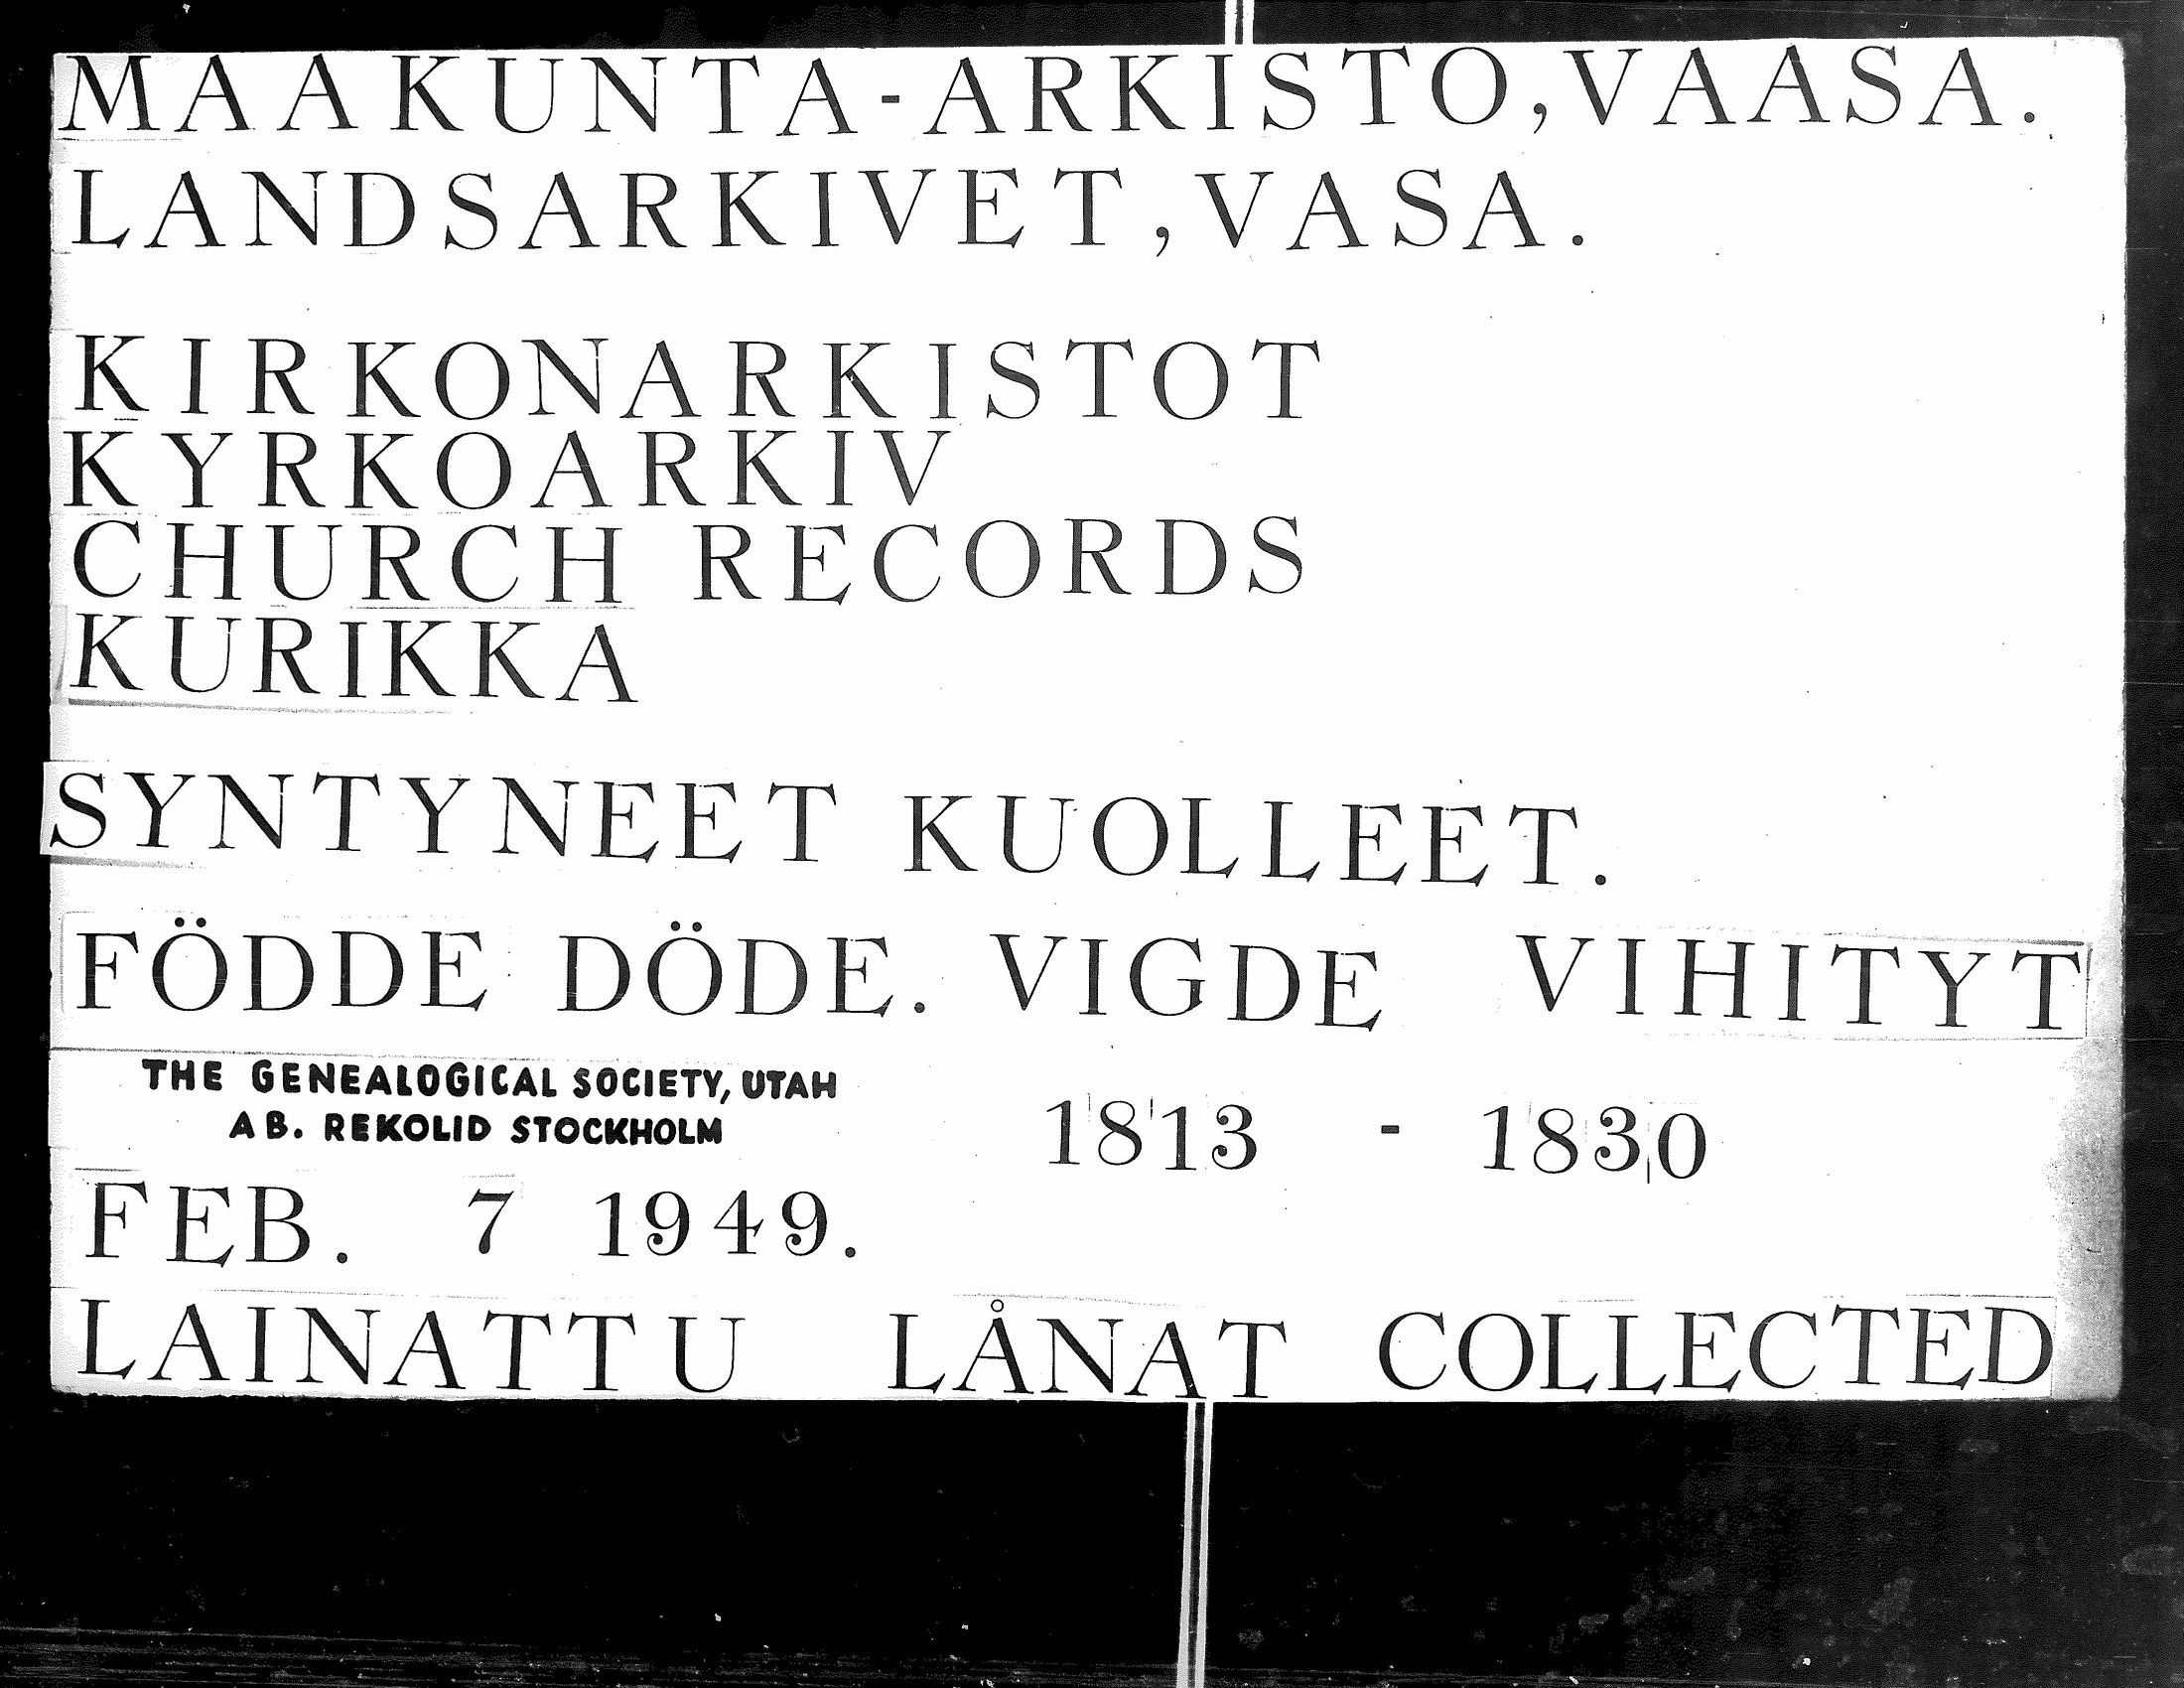 MAAKUNTA-ARKISTO,VAASA.
LANDSARKIVET,VASA.
KIRKONARKISTOT
KYRKOARKIV
CHURCH RECORDS
KURIKKA
SYNTYNEET KUOLLEET.
FÖDDE DÖDE. VIGDE VIHITYT
THE GENEALOGICAL SOCIETY, UTAH
AB. REKOLID STOCKHOLM
1813 - 1830
FEB. 7 1949.
LAINATTU LÅNAT COLLECTED